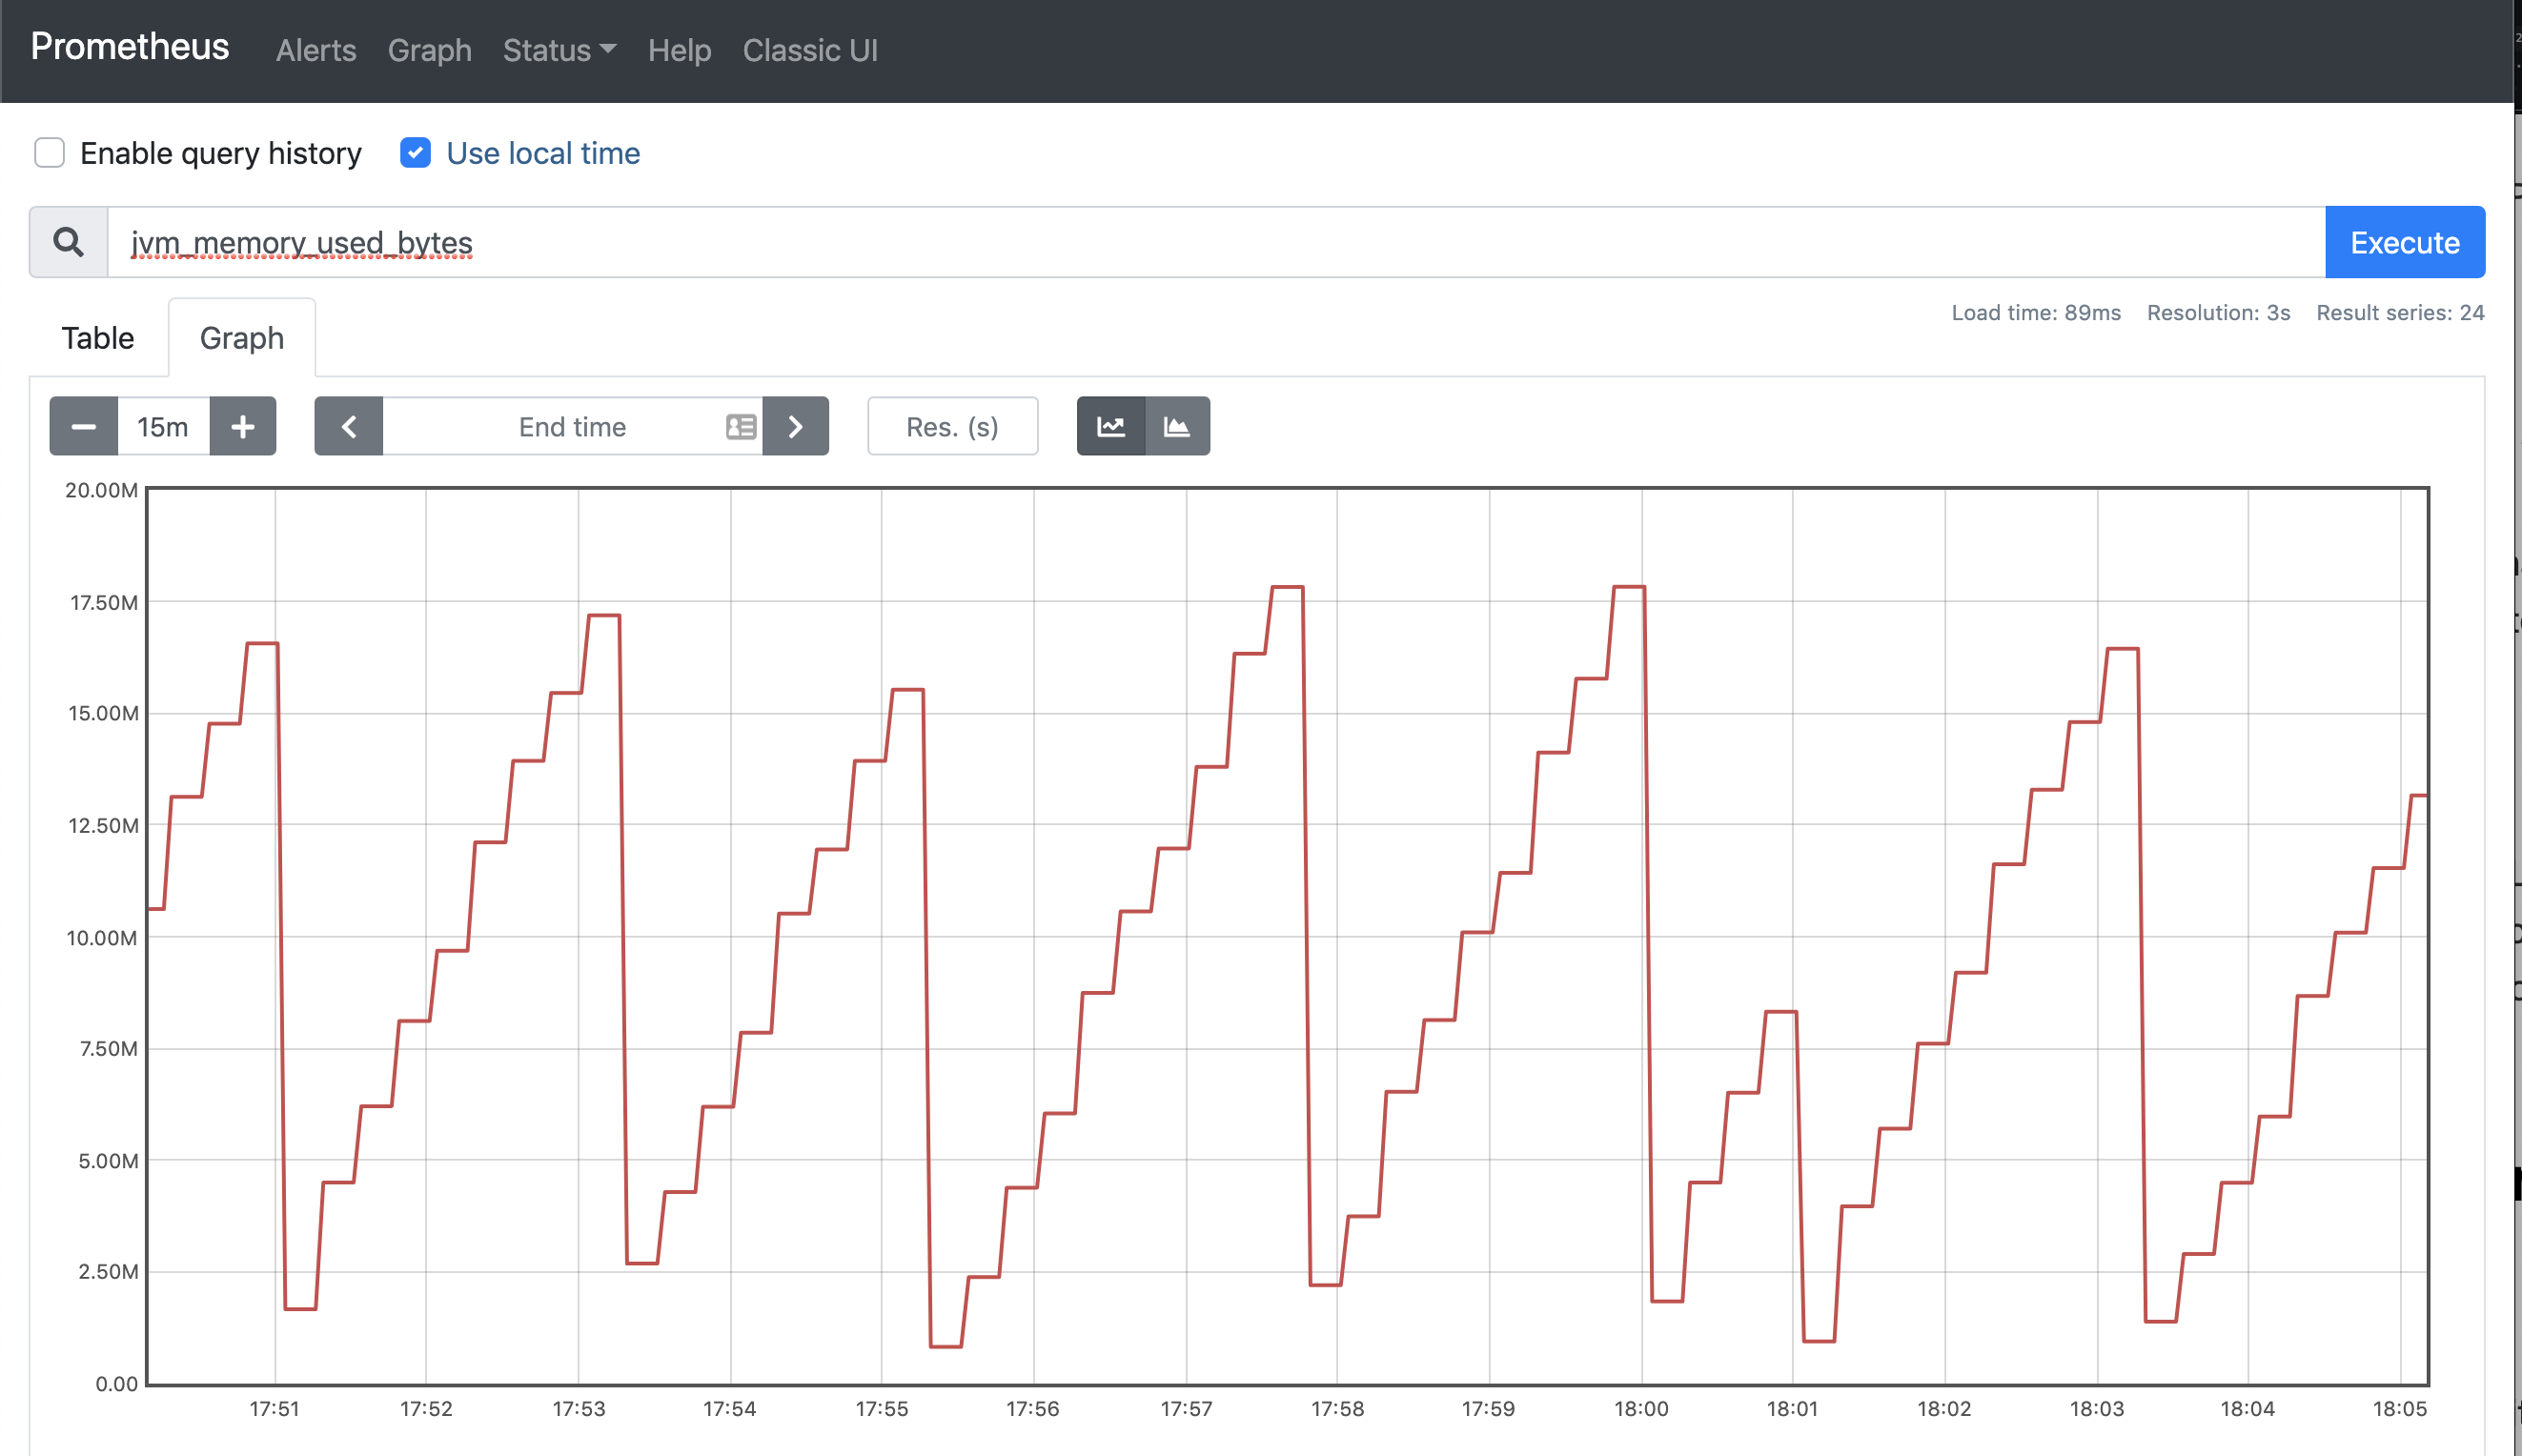 Prometheus Alerts Graph Status Help Classic UI
Enable query history Use local time
jvm_memory_used_bytes Execute
Load time: 89ms Resolution: 3s Result series: 24
Table Graph
15m End time Res. (s)
20.00M
17.50M
15.00M
12.50M
10.00M
7.50M
5.00M
2.50M
0.00
17:51 17:52 17:53 17:54 17:55 17:56 17:57 17:58 17:59 18:00 18:01 18:02 18:03 18:04 18:05